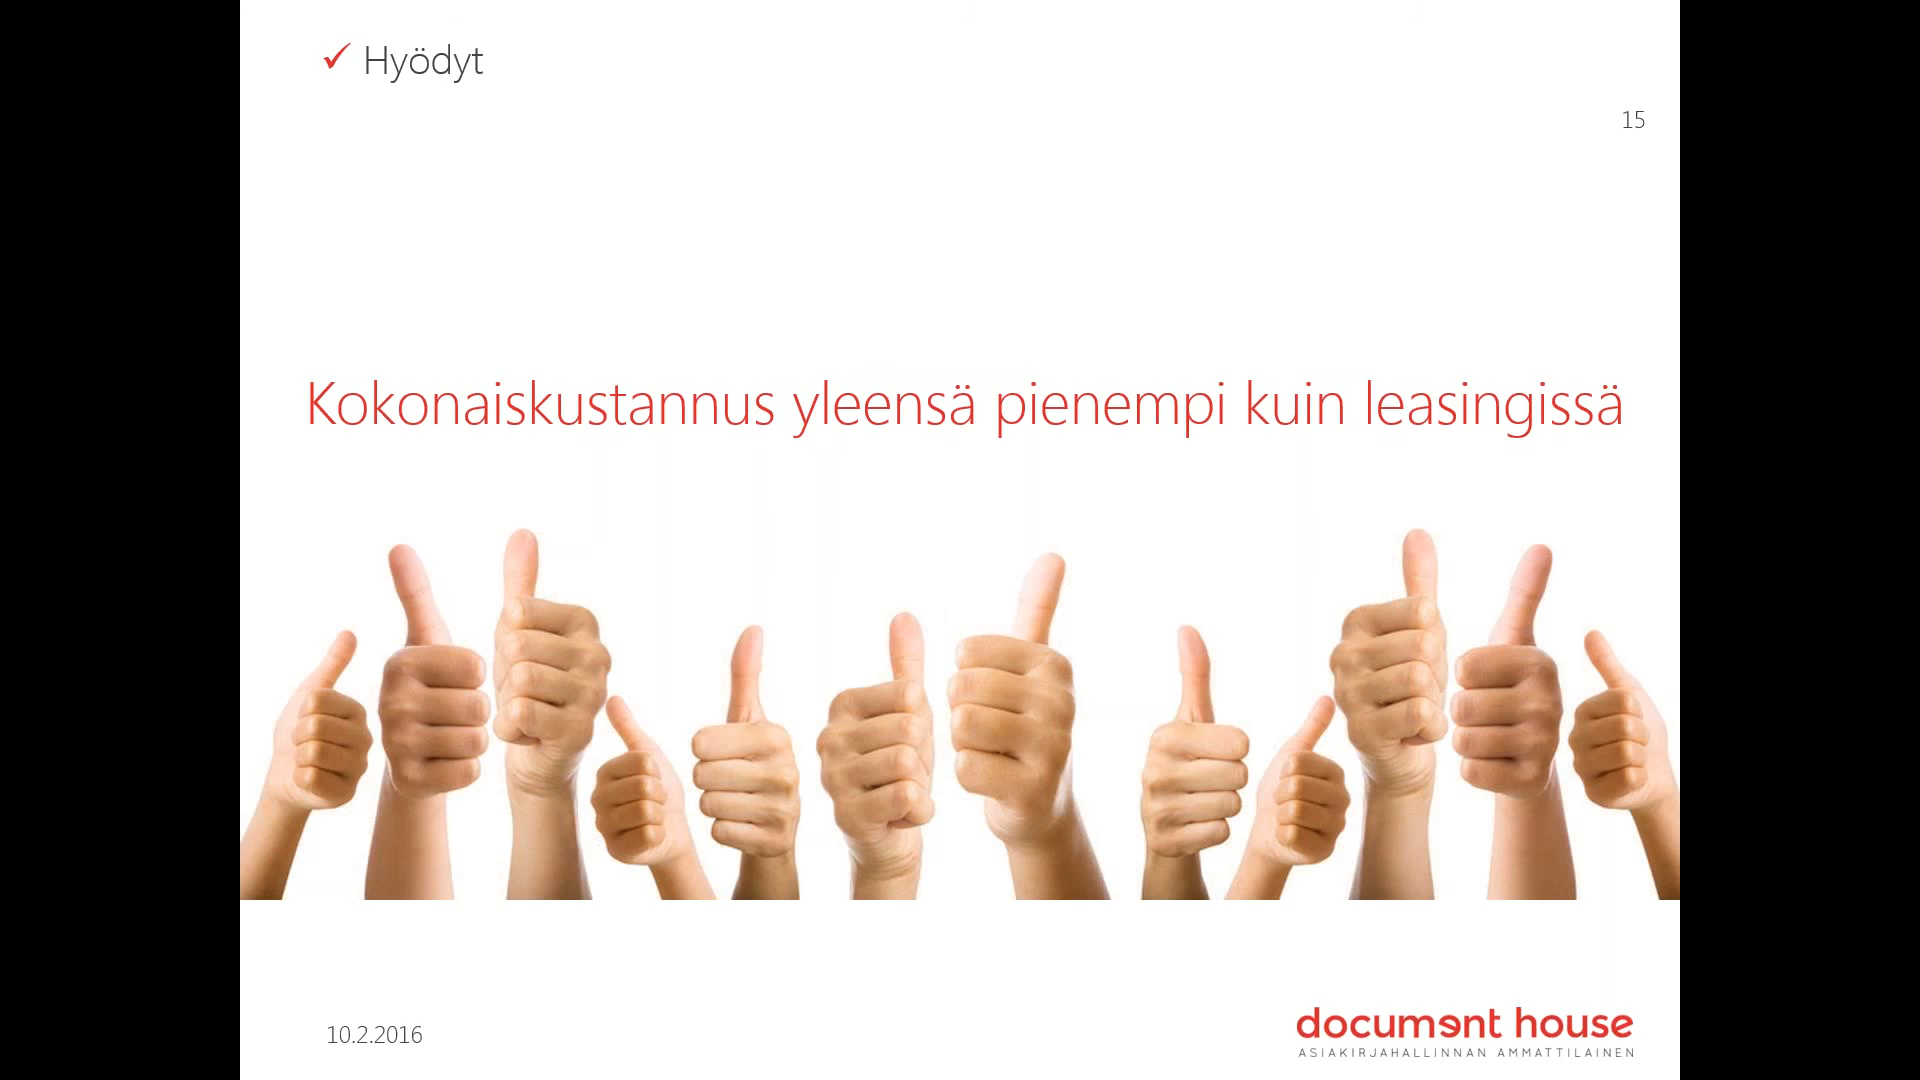 Hyödyt
15
Kokonaiskustannus yleensä pienempi kuin leasingissä
10.2.2016
document house
ASIAKIRJAHALLINNAN AMMATTILAINEN